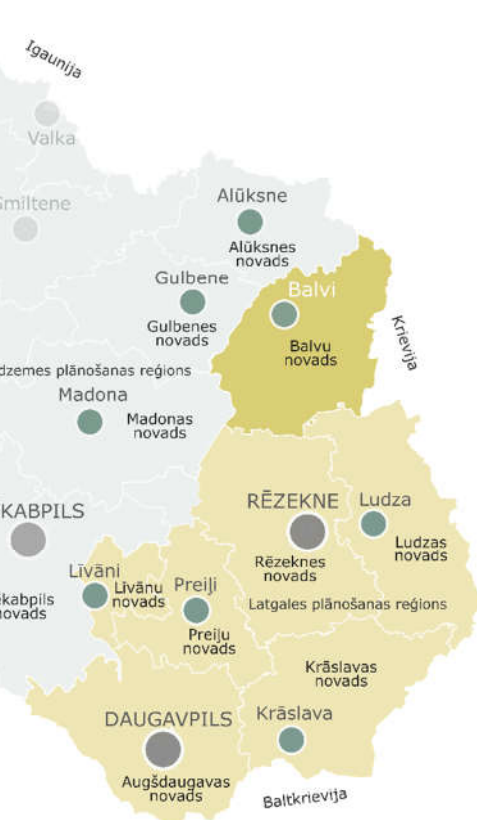 Igaunija
Valka
Smiltene
Alūksne
Alūksnes
novads
Gulbene
Gulbenes
novads
Balvi
Balvu
novads
Krievija
dzemes plānošanas reģions
Madona
Madonas
novads
KABPILS
ēkabpils
novads
RĒZEKNE
Rēzeknes
novads
Ludza
Ludzas
novads
Līvāni
Līvānu
novads
Preiļi
Preiļu
novads
Latgales plānošanas reģions
Krāslavas
novads
DAUGAVPILS
Augšdaugavas
novads
Krāslava
Baltkrievija